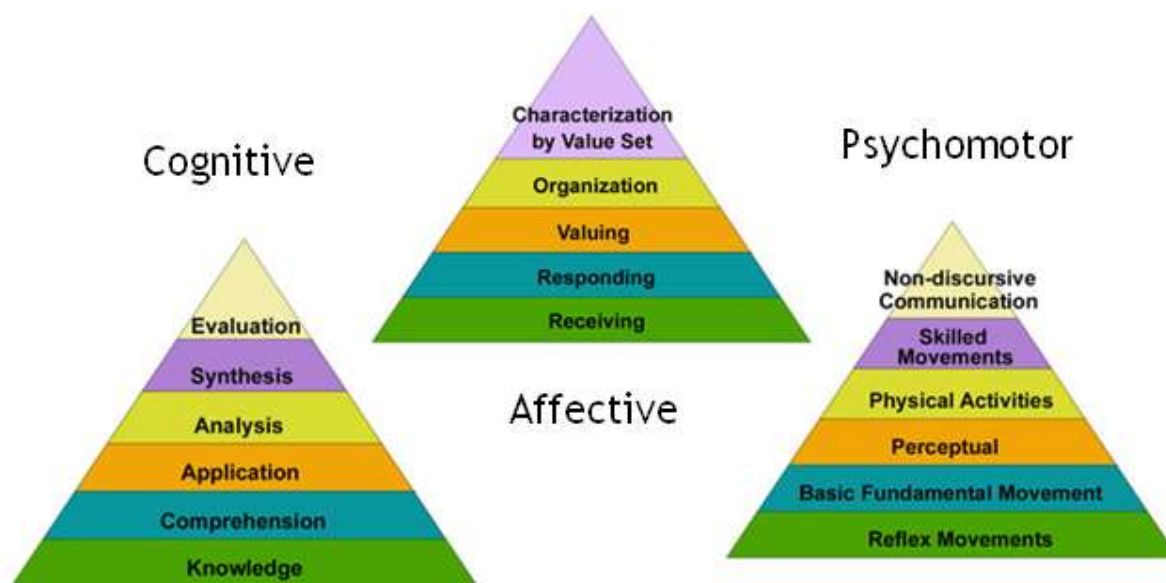 Cognitive
Evaluation
Synthesis
Analysis
Application
Comprehension
Knowledge
Characterization
by Value Set
Organization
Valuing
Responding
Receiving
Affective
Psychomotor
Non-discursive
Communication
Skilled
Movements
Physical Activities
Perceptual
Basic Fundamental Movement
Reflex Movements